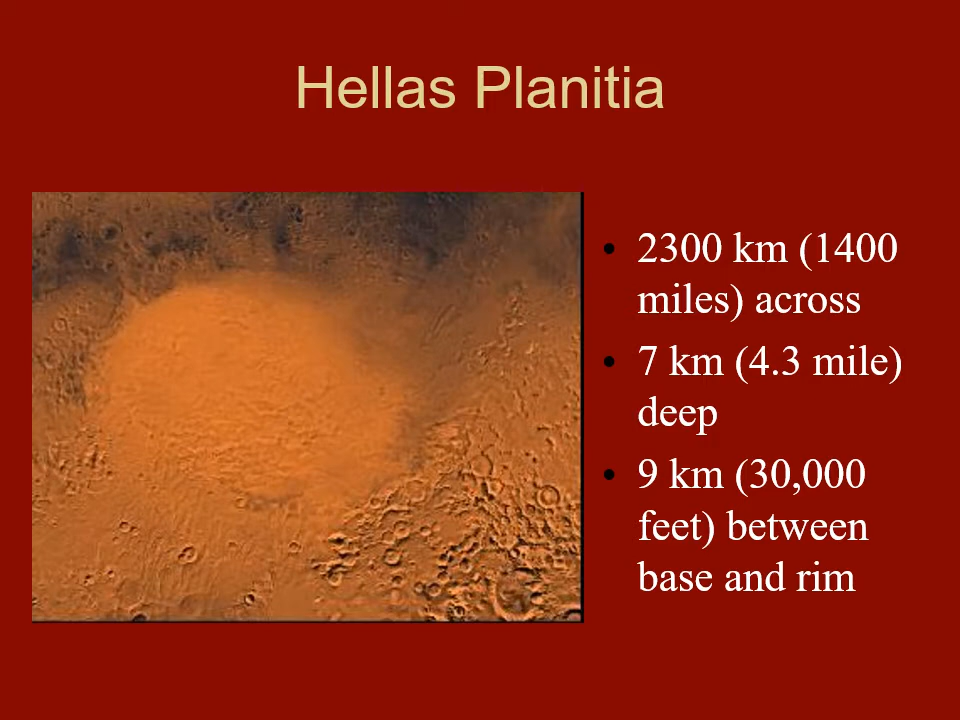 Hellas Planitia
• 2300 km (1400
miles) across
• 7 km (4.3 mile)
deep
• 9 km (30,000
feet) between
base and rim